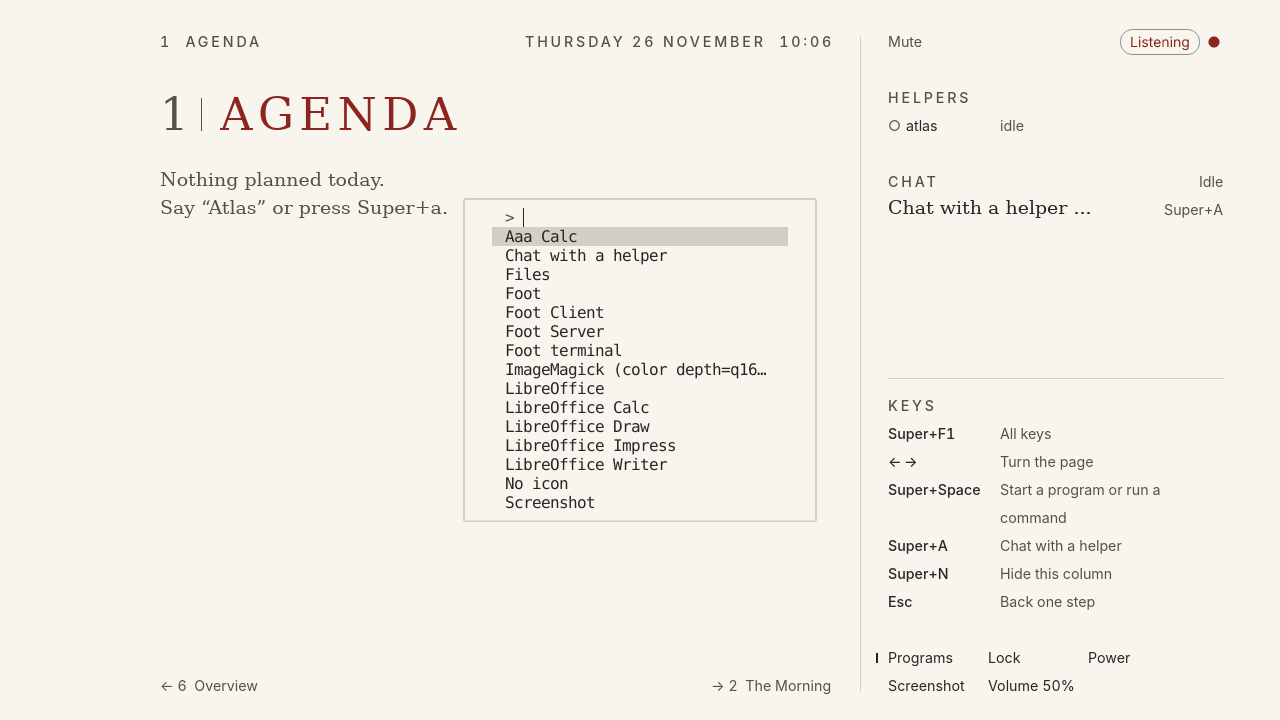 1 AGENDA
THURSDAY 26 NOVEMBER 10:06
1 AGENDA
Nothing planned today.
Say “Atlas” or press Super+a.
>
Aaa Calc
Chat with a helper
Files
Foot
Foot Client
Foot Server
Foot terminal
ImageMagick (color depth=q16…
LibreOffice
LibreOffice Calc
LibreOffice Draw
LibreOffice Impress
LibreOffice Writer
No icon
Screenshot
← 6 Overview
→ 2 The Morning
Mute
Listening
HELPERS
atlas idle
CHAT Idle
Chat with a helper ... Super+A
KEYS
Super+F1 All keys
← → Turn the page
Super+Space Start a program or run a
command
Super+A Chat with a helper
Super+N Hide this column
Esc Back one step
Programs Lock Power
Screenshot Volume 50%